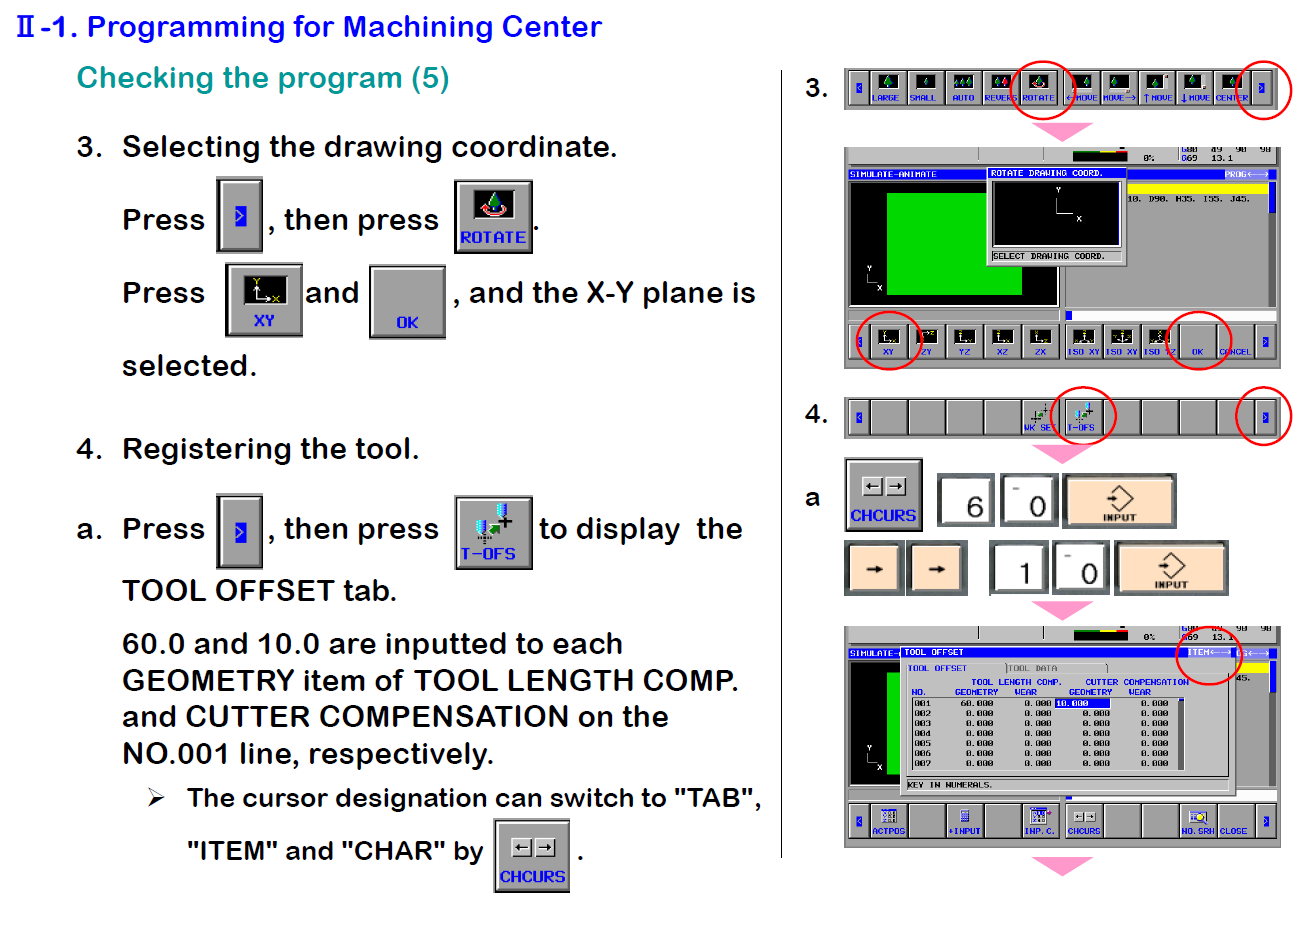 Ⅱ-1. Programming for Machining Center
Checking the program (5)
3. Selecting the drawing coordinate.
Press > , then press ROTATE .
Press XY and OK , and the X-Y plane is
selected.
4. Registering the tool.
a. Press > , then press T-OFS to display the
TOOL OFFSET tab.
60.0 and 10.0 are inputted to each
GEOMETRY item of TOOL LENGTH COMP.
and CUTTER COMPENSATION on the
NO.001 line, respectively.
➢ The cursor designation can switch to "TAB",
"ITEM" and "CHAR" by CHCURS .
3.
< LARGE SMALL AUTO REVERS ROTATE ←MOVE MOVE→ ↑MOVE ↓MOVE CENTER >
0% G69 13.1
SIMULATE-ANIMATE ROTATE DRAWING COORD. PROG←→
Y
X
10. D90. H35. I55. J45.
SELECT DRAWING COORD.
Y
X
< XY ZY YZ XZ ZX ISO XY ISO XY ISO YZ OK CANCEL >
4.
< WK SET T-OFS >
a
CHCURS 6 - 0 INPUT
→ → 1 - 0 INPUT
0% G69 13.1
SIMULATE- TOOL OFFSET ITEM←→
TOOL OFFSET TOOL DATA
45.
TOOL LENGTH COMP. CUTTER COMPENSATION
NO. GEOMETRY WEAR GEOMETRY WEAR
001 60.000 0.000 10.000 0.000
002 0.000 0.000 0.000 0.000
003 0.000 0.000 0.000 0.000
004 0.000 0.000 0.000 0.000
005 0.000 0.000 0.000 0.000
006 0.000 0.000 0.000 0.000
007 0.000 0.000 0.000 0.000
Y
X
KEY IN NUMERALS.
< ACTPOS +INPUT INP.C. CHCURS NO.SRH CLOSE >